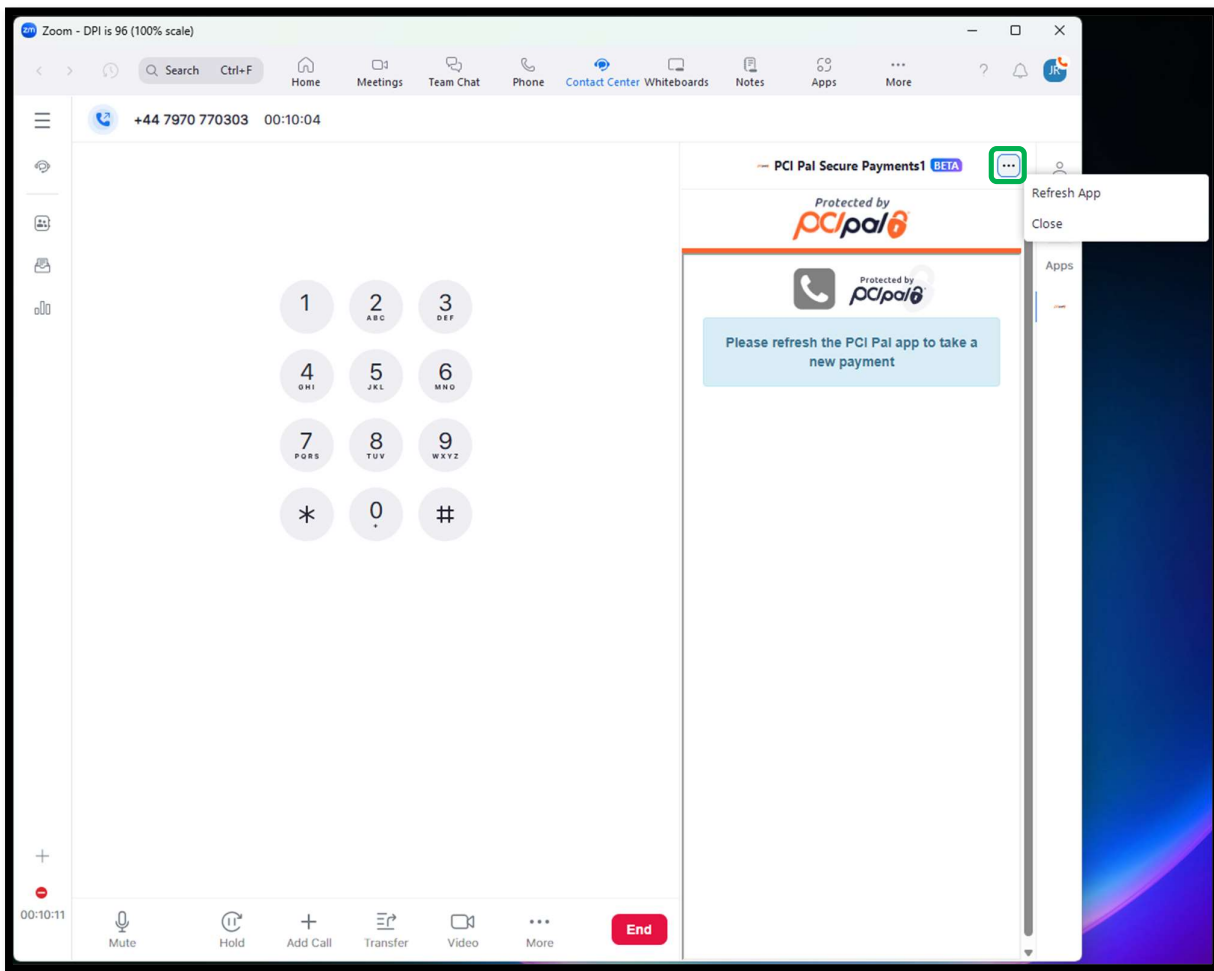 zm Zoom - DPI is 96 (100% scale)
Search Ctrl+F
Home
Meetings
Team Chat
Phone
Contact Center
Whiteboards
Notes
Apps
More
?
JR
+44 7970 770303 00:10:04
PCI Pal Secure Payments1 BETA
...
Refresh App
Close
Protected by
pcipal
Apps
Protected by
pcipal
Please refresh the PCI Pal app to take a
new payment
1
2
ABC
3
DEF
4
GHI
5
JKL
6
MNO
7
PQRS
8
TUV
9
WXYZ
*
0
+
#
00:10:11
Mute
Hold
Add Call
Transfer
Video
More
End